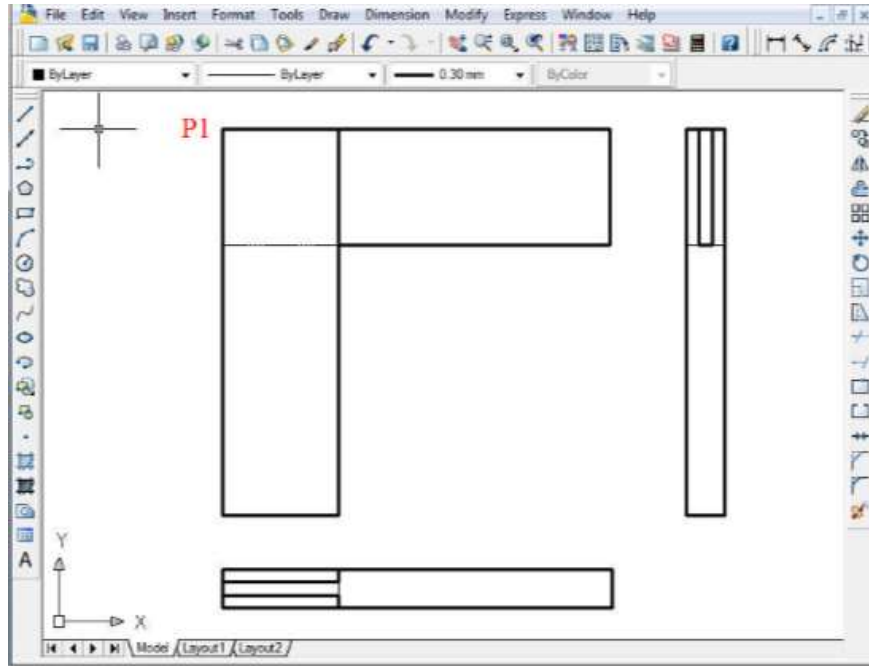 File Edit View Insert Format Tools Draw Dimension Modify Express Window Help
ByLayer ByLayer 0.30 mm ByColor
P1
A
Y
X
Model Layout1 Layout2